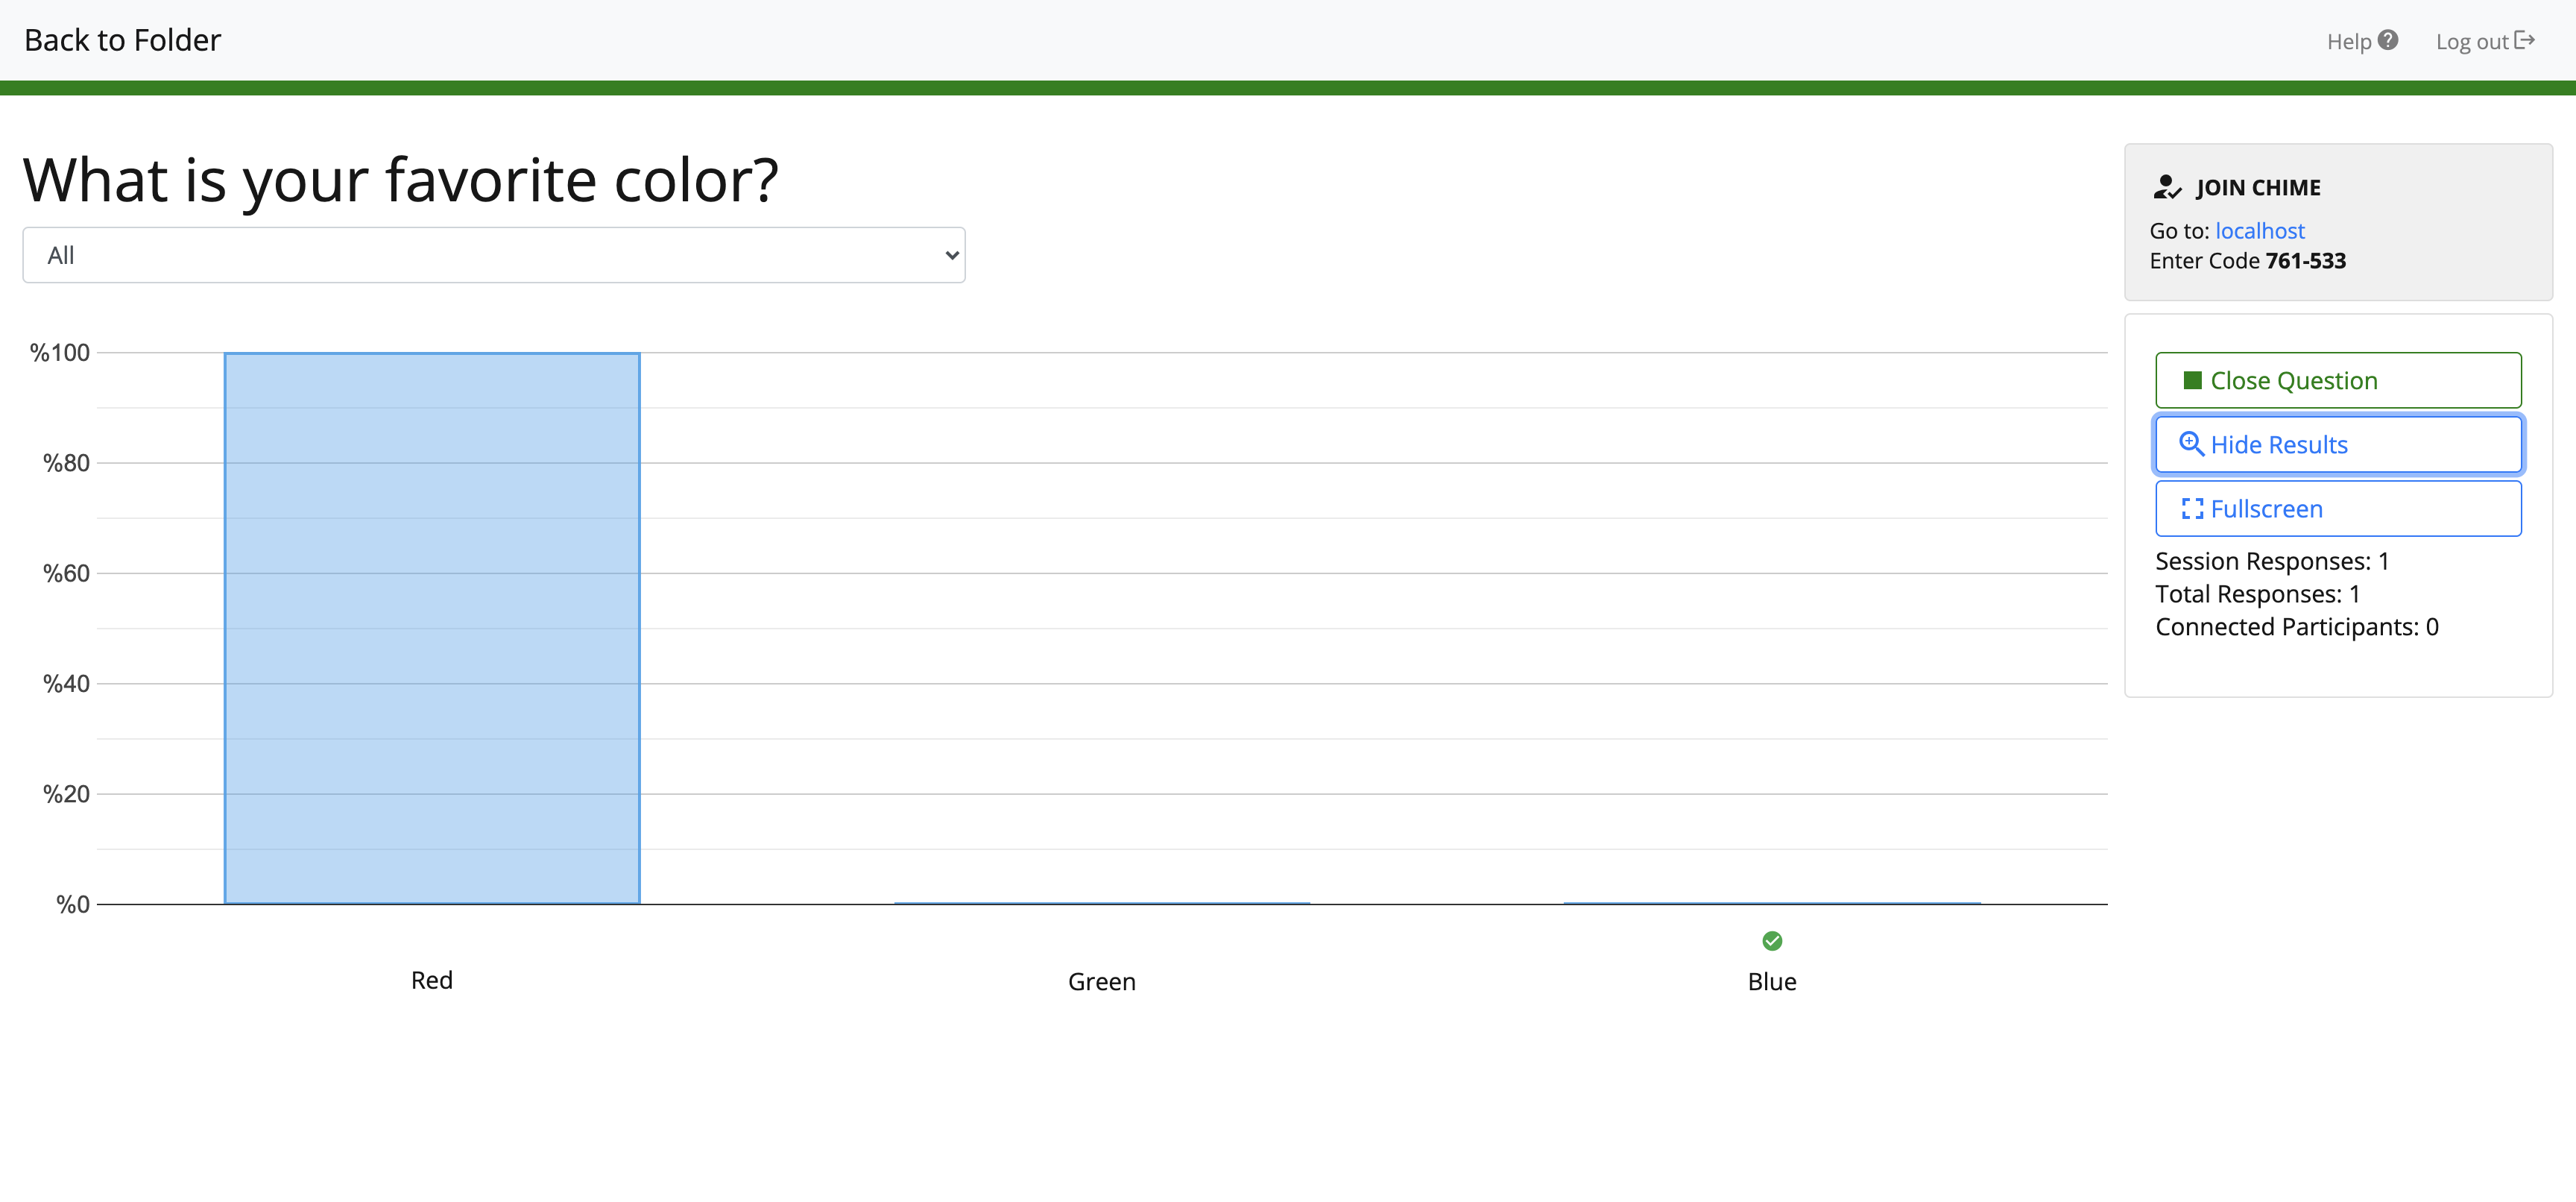 Back to Folder
Help
Log out
What is your favorite color?
All
%100
%80
%60
%40
%20
%0
Red
Green
Blue
JOIN CHIME
Go to: localhost
Enter Code 761-533
Close Question
Hide Results
Fullscreen
Session Responses: 1
Total Responses: 1
Connected Participants: 0